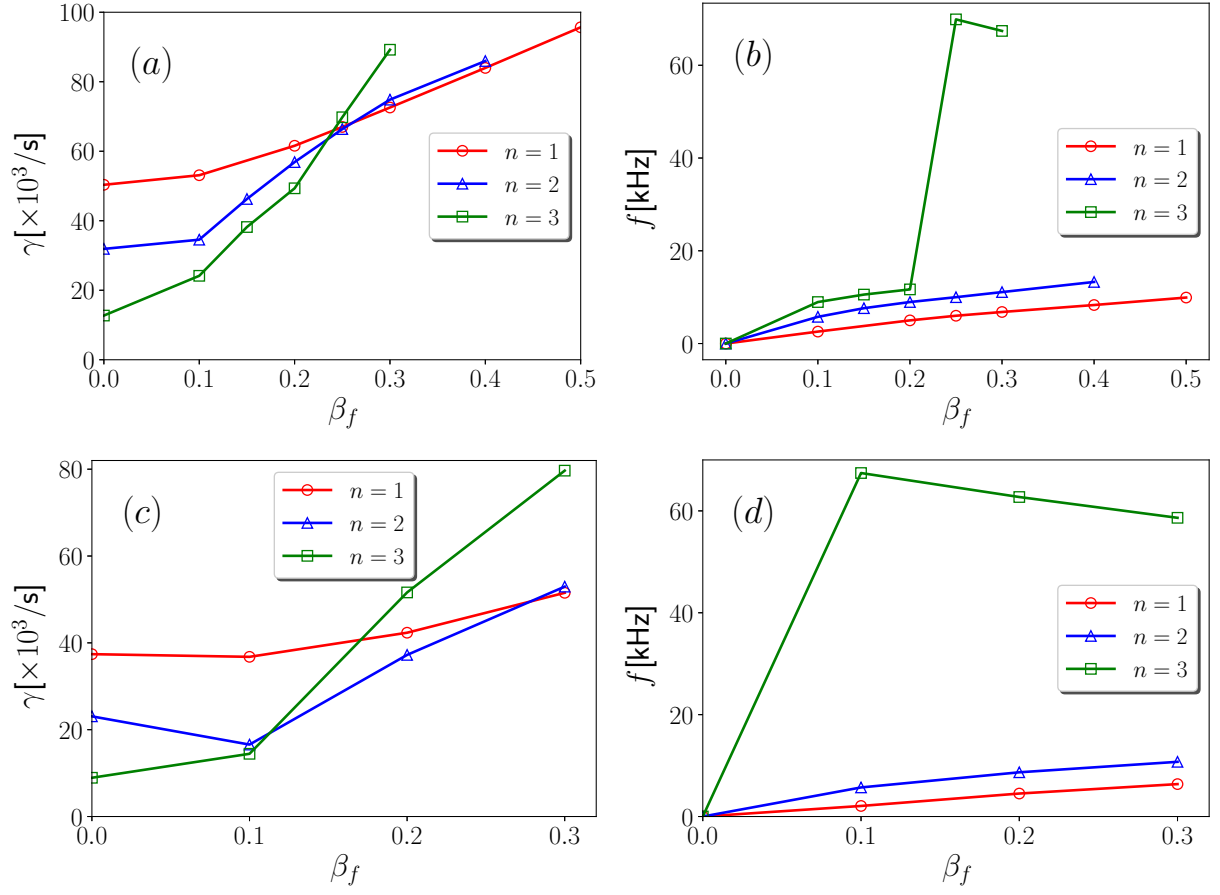 (a)
γ[×10³/s]
100
80
60
40
20
0
0.0 0.1 0.2 0.3 0.4 0.5
β_f
n = 1
n = 2
n = 3
(b)
f[kHz]
60
40
20
0
0.0 0.1 0.2 0.3 0.4 0.5
β_f
n = 1
n = 2
n = 3
(c)
γ[×10³/s]
80
60
40
20
0
0.0 0.1 0.2 0.3
β_f
n = 1
n = 2
n = 3
(d)
f[kHz]
60
40
20
0
0.0 0.1 0.2 0.3
β_f
n = 1
n = 2
n = 3